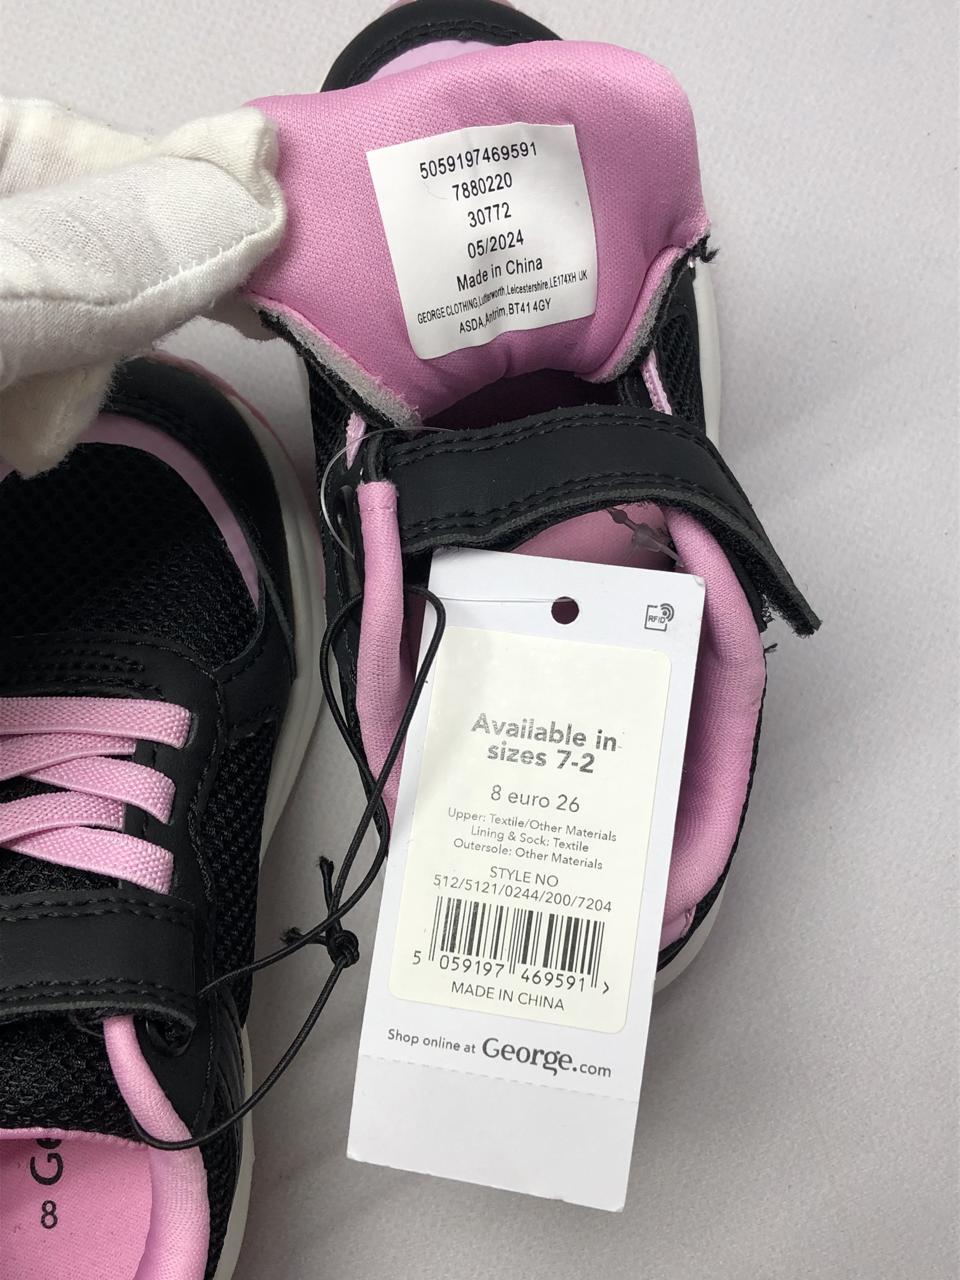 5059197469591
7880220
30772
05/2024
Made in China
GEORGE CLOTHING,Lutterworth,Leicestershire,LE174XH UK
ASDA,Antrim,BT41 4GY
RFID
Available in
sizes 7-2
8 euro 26
Upper: Textile/Other Materials
Lining & Sock: Textile
Outersole: Other Materials
STYLE NO
512/5121/0244/200/7204
5 059197 469591 >
MADE IN CHINA
Shop online at George.com
Ge
8